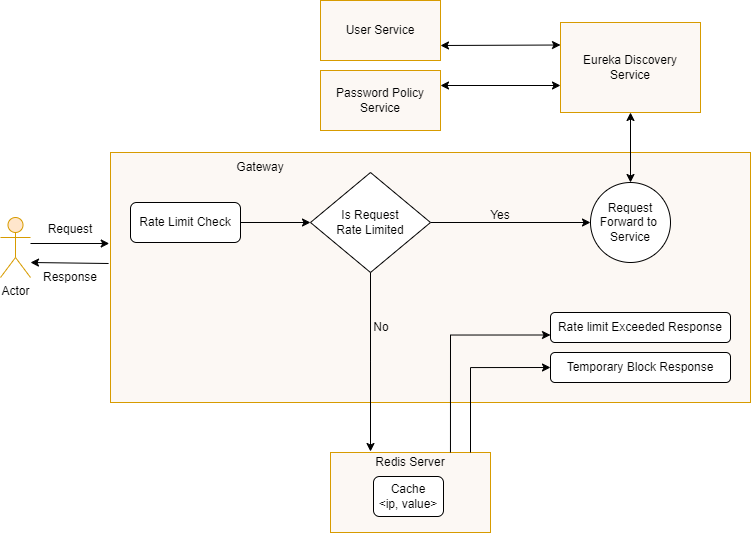 User Service
Eureka Discovery
Service
Password Policy
Service
Gateway
Rate Limit Check
Is Request
Rate Limited
Yes
Request
Forward to
Service
Request
Response
Actor
No
Rate limit Exceeded Response
Temporary Block Response
Redis Server
Cache
<ip, value>